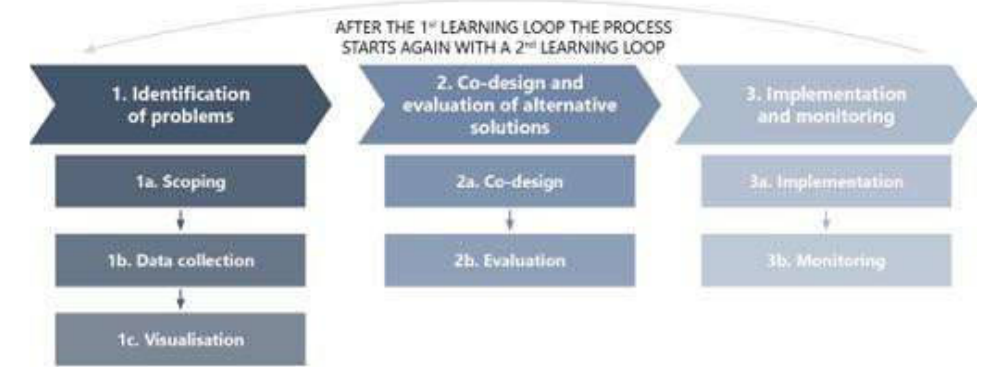 AFTER THE 1st LEARNING LOOP THE PROCESS
STARTS AGAIN WITH A 2nd LEARNING LOOP
1. Identification
of problems
2. Co-design and
evaluation of alternative
solutions
3. Implementation
and monitoring
1a. Scoping
2a. Co-design
3a. Implementation
1b. Data collection
2b. Evaluation
3b. Monitoring
1c. Visualisation